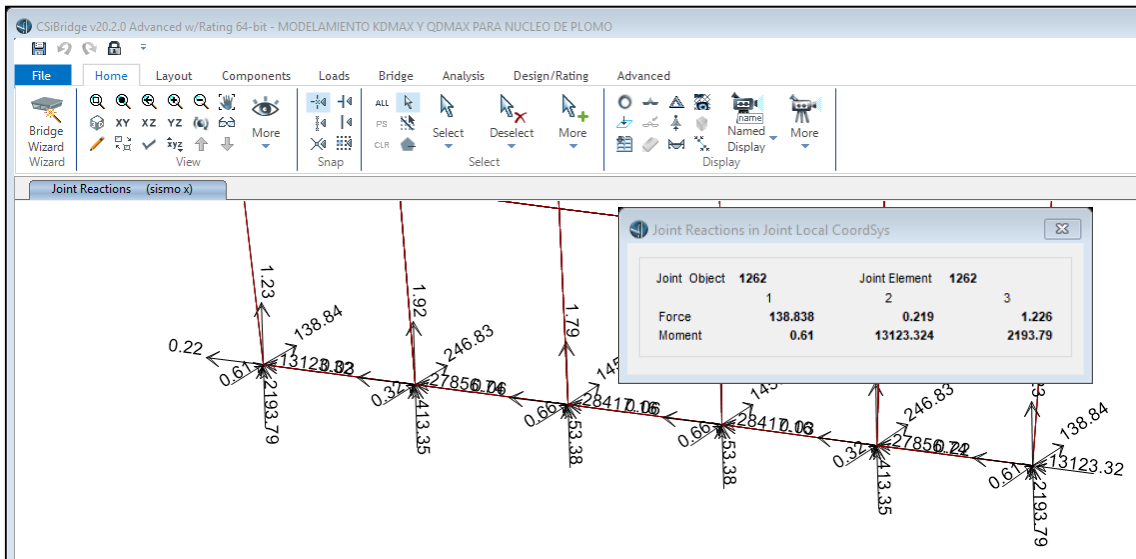 CSiBridge v20.2.0 Advanced w/Rating 64-bit - MODELAMIENTO KDMAX Y QDMAX PARA NUCLEO DE PLOMO
File Home Layout Components Loads Bridge Analysis Design/Rating Advanced
Bridge Wizard
XY XZ YZ
xyz
More
ALL
PS
CLR
Select Deselect More
name
Named Display
More
Wizard View Snap Select Display
Joint Reactions (sismo x)
Joint Reactions in Joint Local CoordSys
Joint Object 1262 Joint Element 1262
1 2 3
Force 138.838 0.219 1.226
Moment 0.61 13123.324 2193.79
1.23
1.92
1.79
0.22
138.84
0.61
2193.79
246.83
0.32
413.35
0.66
53.38
0.66
53.38
246.83
0.32
413.35
138.84
0.61
13123.32
2193.79